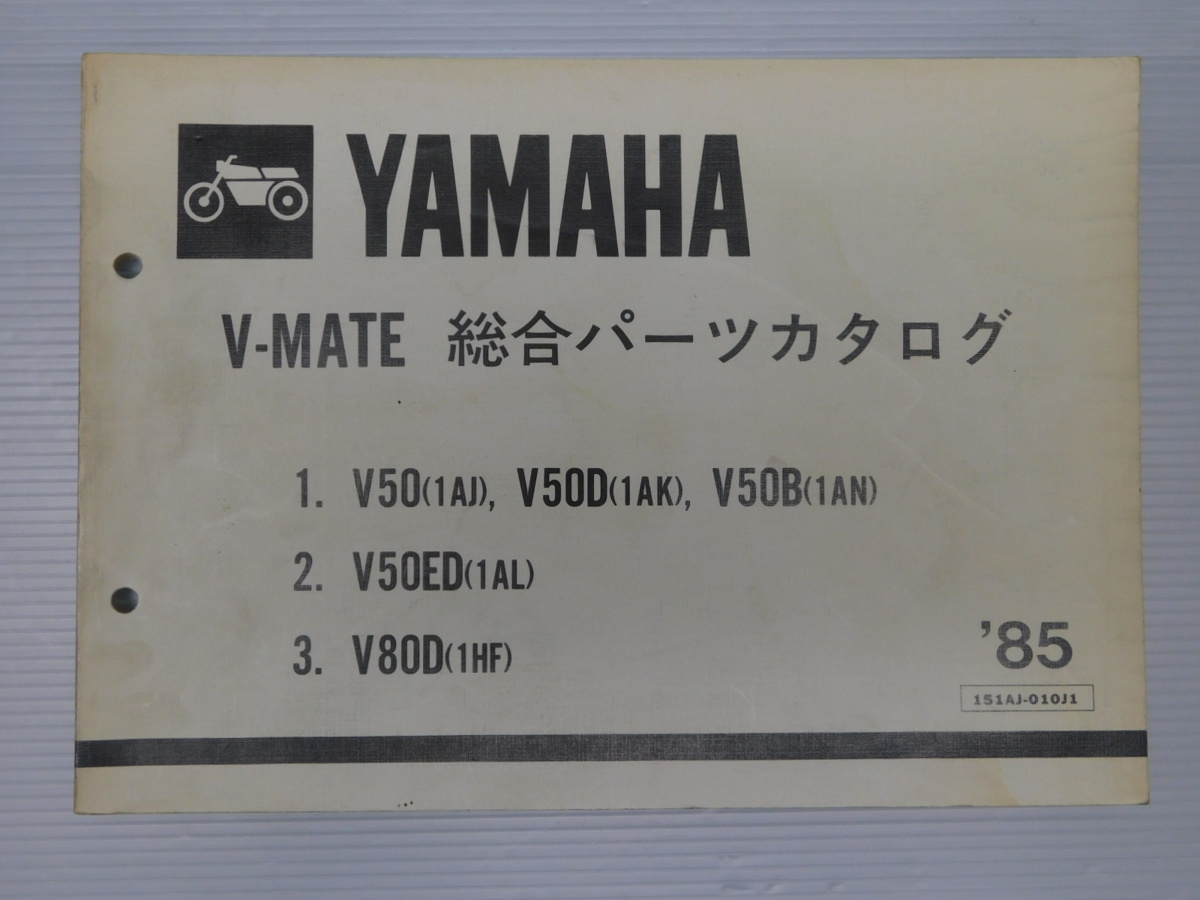 YAMAHA
V-MATE 総合パーツカタログ
1. V50(1AJ), V50D(1AK), V50B(1AN)
2. V50ED(1AL)
3. V80D(1HF)
'85
151AJ-010J1